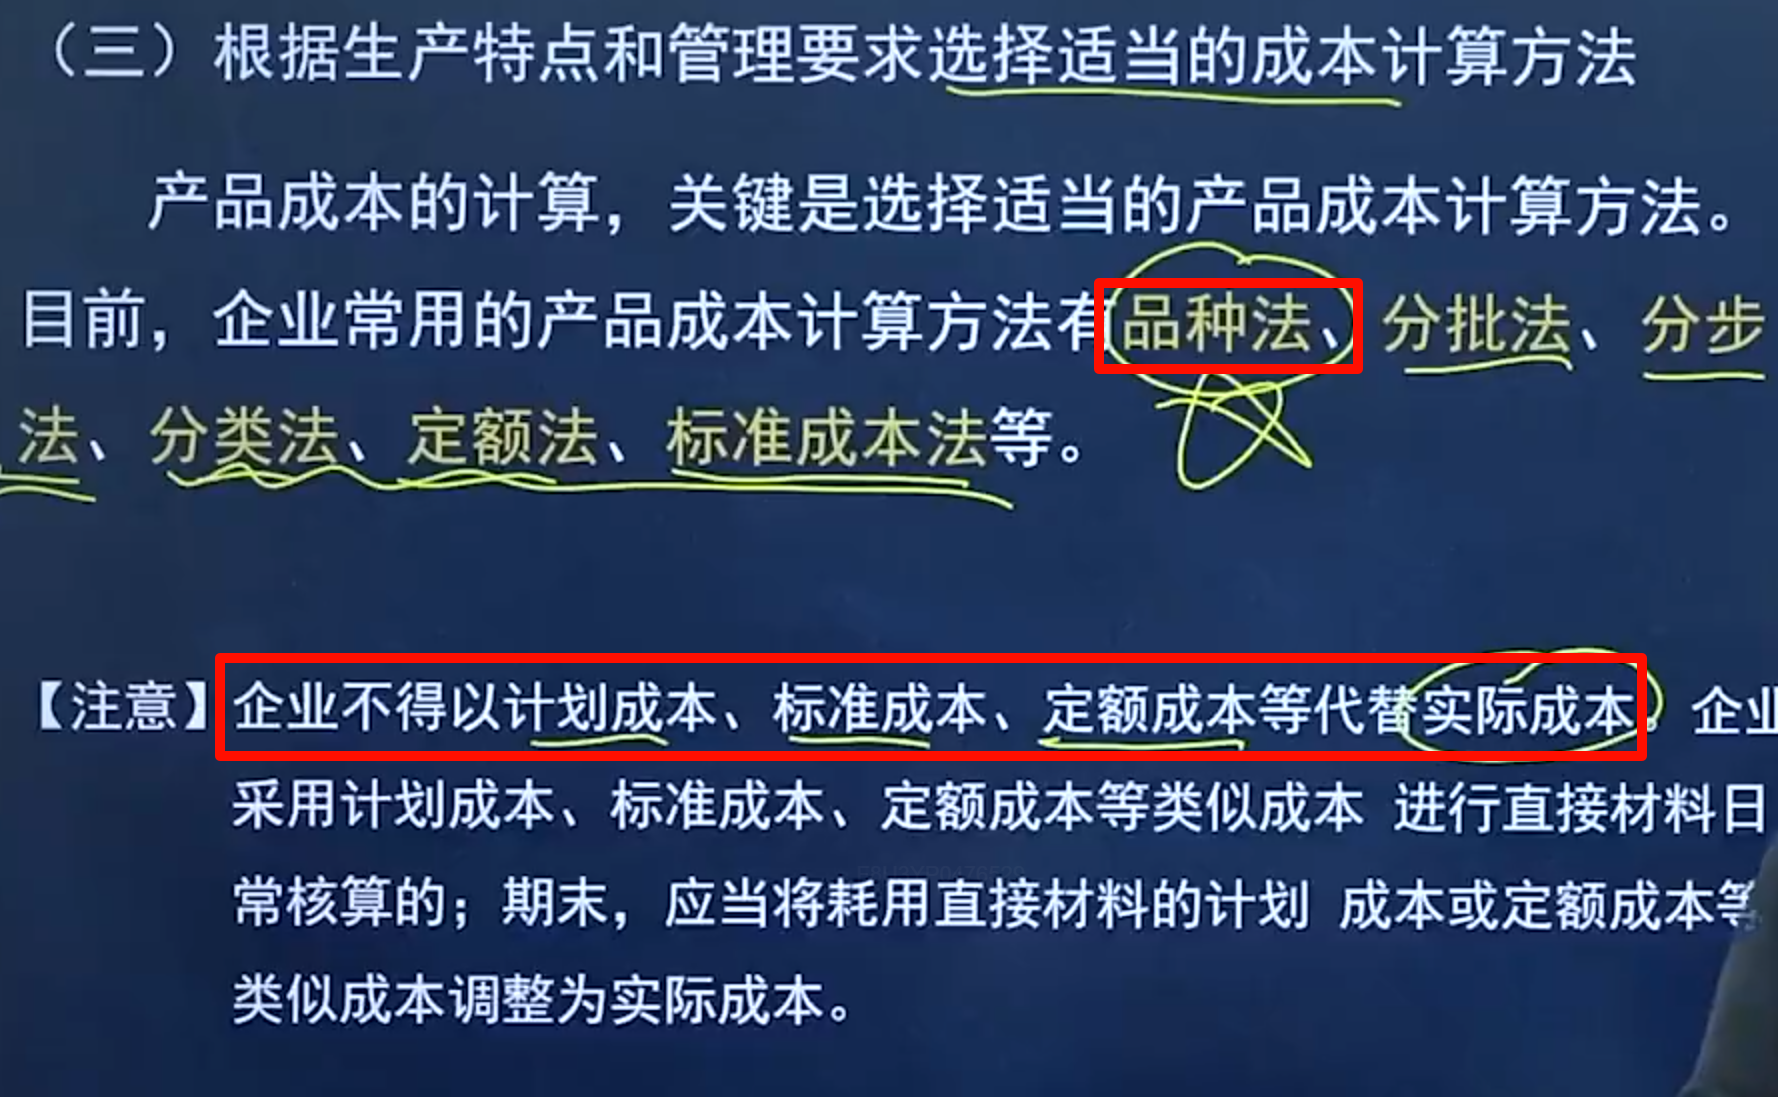 （三）根据生产特点和管理要求选择适当的成本计算方法
产品成本的计算，关键是选择适当的产品成本计算方法。
目前，企业常用的产品成本计算方法有品种法、分批法、分步
法、分类法、定额法、标准成本法等。
【注意】企业不得以计划成本、标准成本、定额成本等代替实际成本。企业
采用计划成本、标准成本、定额成本等类似成本 进行直接材料日
常核算的；期末，应当将耗用直接材料的计划 成本或定额成本等
类似成本调整为实际成本。